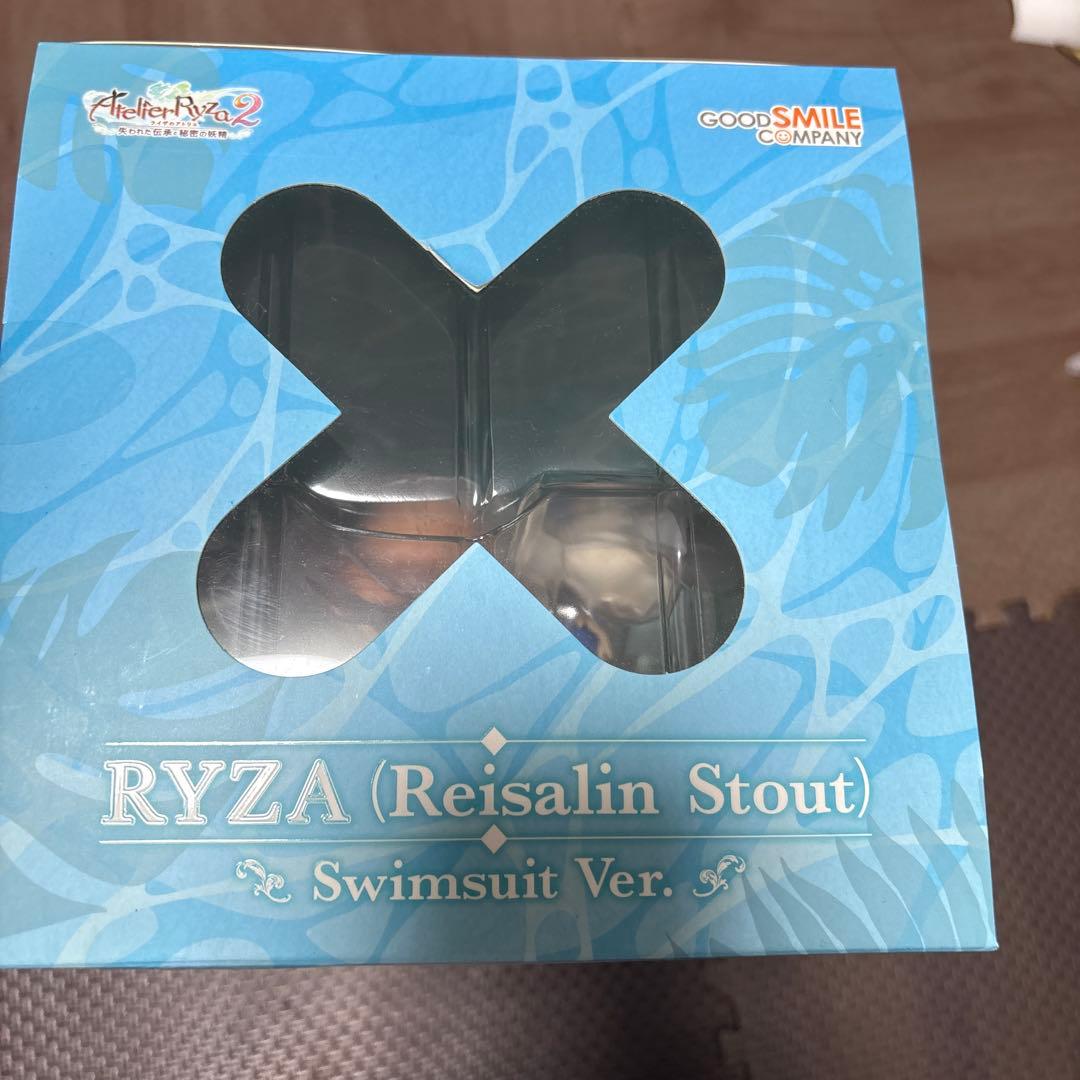 Atelier Ryza 2
ライザのアトリエ
失われた伝承と秘密の妖精
GOOD SMILE
COMPANY
RYZA (Reisalin Stout)
Swimsuit Ver.